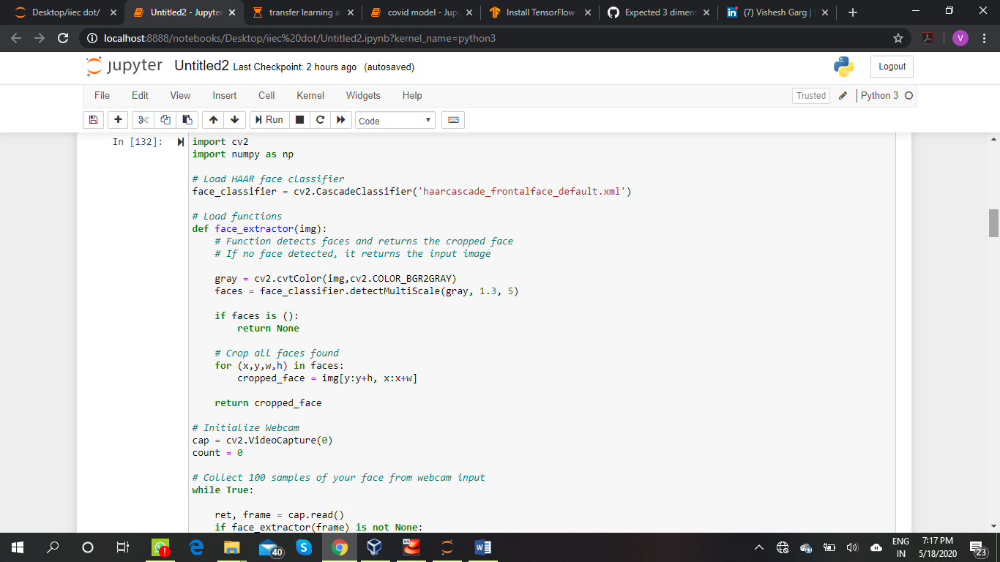 Desktop/iiec dot/
Untitled2 - Jupyter
transfer learning a
covid model - Jup
Install TensorFlow
Expected 3 dimens
(7) Vishesh Garg |
localhost:8888/notebooks/Desktop/iiec%20dot/Untitled2.ipynb?kernel_name=python3
V
jupyter Untitled2 Last Checkpoint: 2 hours ago (autosaved)
Logout
File Edit View Insert Cell Kernel Widgets Help
Trusted
Python 3
Run
Code
In [132]:
import cv2
import numpy as np
# Load HAAR face classifier
face_classifier = cv2.CascadeClassifier('haarcascade_frontalface_default.xml')
# Load functions
def face_extractor(img):
# Function detects faces and returns the cropped face
# If no face detected, it returns the input image
gray = cv2.cvtColor(img,cv2.COLOR_BGR2GRAY)
faces = face_classifier.detectMultiScale(gray, 1.3, 5)
if faces is ():
return None
# Crop all faces found
for (x,y,w,h) in faces:
cropped_face = img[y:y+h, x:x+w]
return cropped_face
# Initialize Webcam
cap = cv2.VideoCapture(0)
count = 0
# Collect 100 samples of your face from webcam input
while True:
ret, frame = cap.read()
if face_extractor(frame) is not None:
40
ENG
IN
7:17 PM
5/18/2020
23